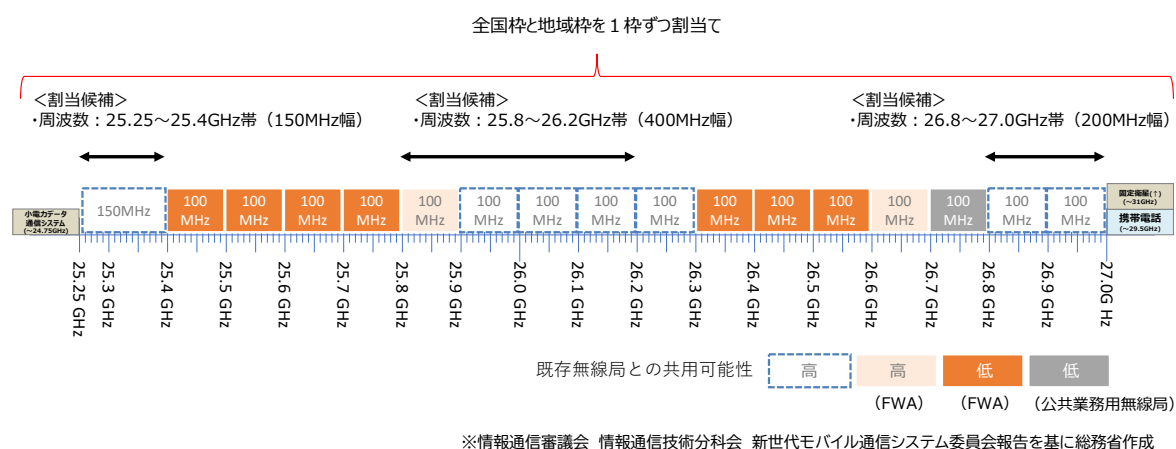 全国枠と地域枠を１枠ずつ割当て
＜割当候補＞
・周波数：25.25～25.4GHz帯（150MHz幅）
＜割当候補＞
・周波数：25.8～26.2GHz帯（400MHz幅）
＜割当候補＞
・周波数：26.8～27.0GHz帯（200MHz幅）
小電力データ
通信システム
(～24.75GHz)
150MHz
100
MHz
100
MHz
100
MHz
100
MHz
100
MHz
100
MHz
100
MHz
100
MHz
100
MHz
100
MHz
100
MHz
100
MHz
100
MHz
100
MHz
100
MHz
100
MHz
固定衛星(↑)
(～31GHz)
携帯電話
(～29.5GHz)
25.25 GHz
25.3 GHz
25.4 GHz
25.5 GHz
25.6 GHz
25.7 GHz
25.8 GHz
25.9 GHz
26.0 GHz
26.1 GHz
26.2 GHz
26.3 GHz
26.4 GHz
26.5 GHz
26.6 GHz
26.7 GHz
26.8 GHz
26.9 GHz
27.0G Hz
既存無線局との共用可能性
高
高
低
低
（FWA）
（FWA）
（公共業務用無線局）
※情報通信審議会 情報通信技術分科会 新世代モバイル通信システム委員会報告を基に総務省作成